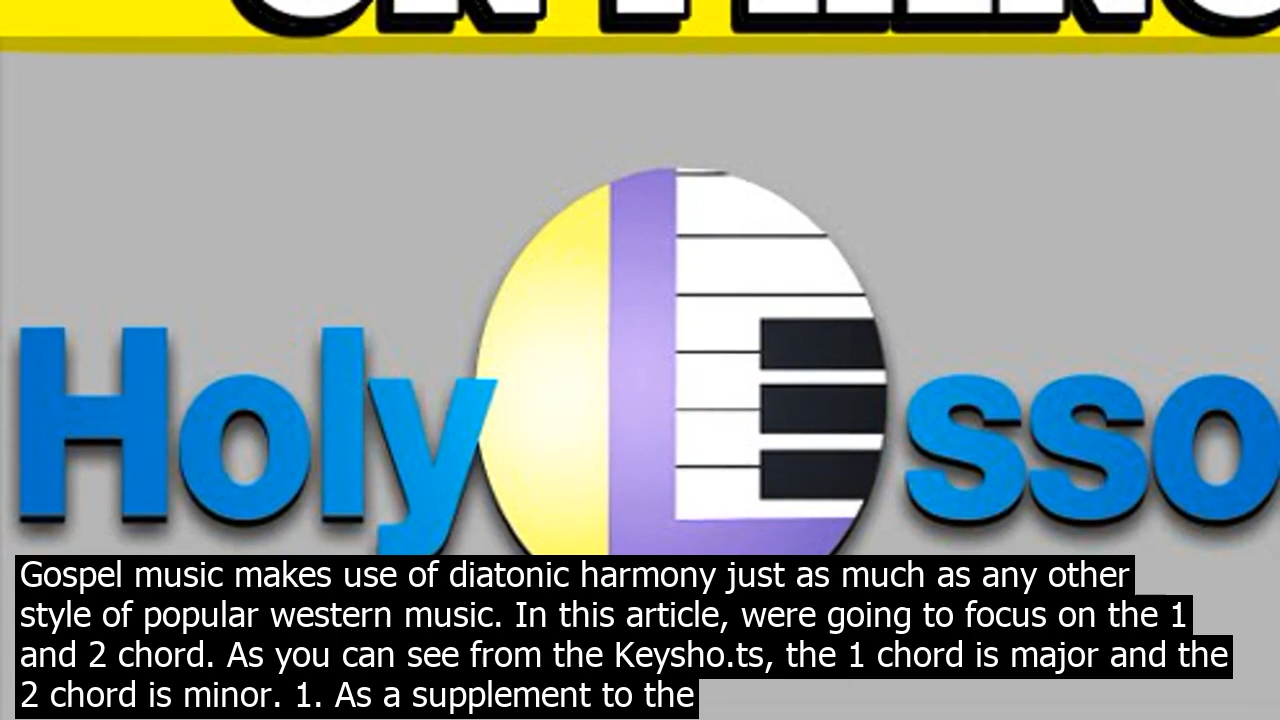 Holy L sso
Gospel music makes use of diatonic harmony just as much as any other
style of popular western music. In this article, were going to focus on the 1
and 2 chord. As you can see from the Keysho.ts, the 1 chord is major and the
2 chord is minor. 1. As a supplement to the